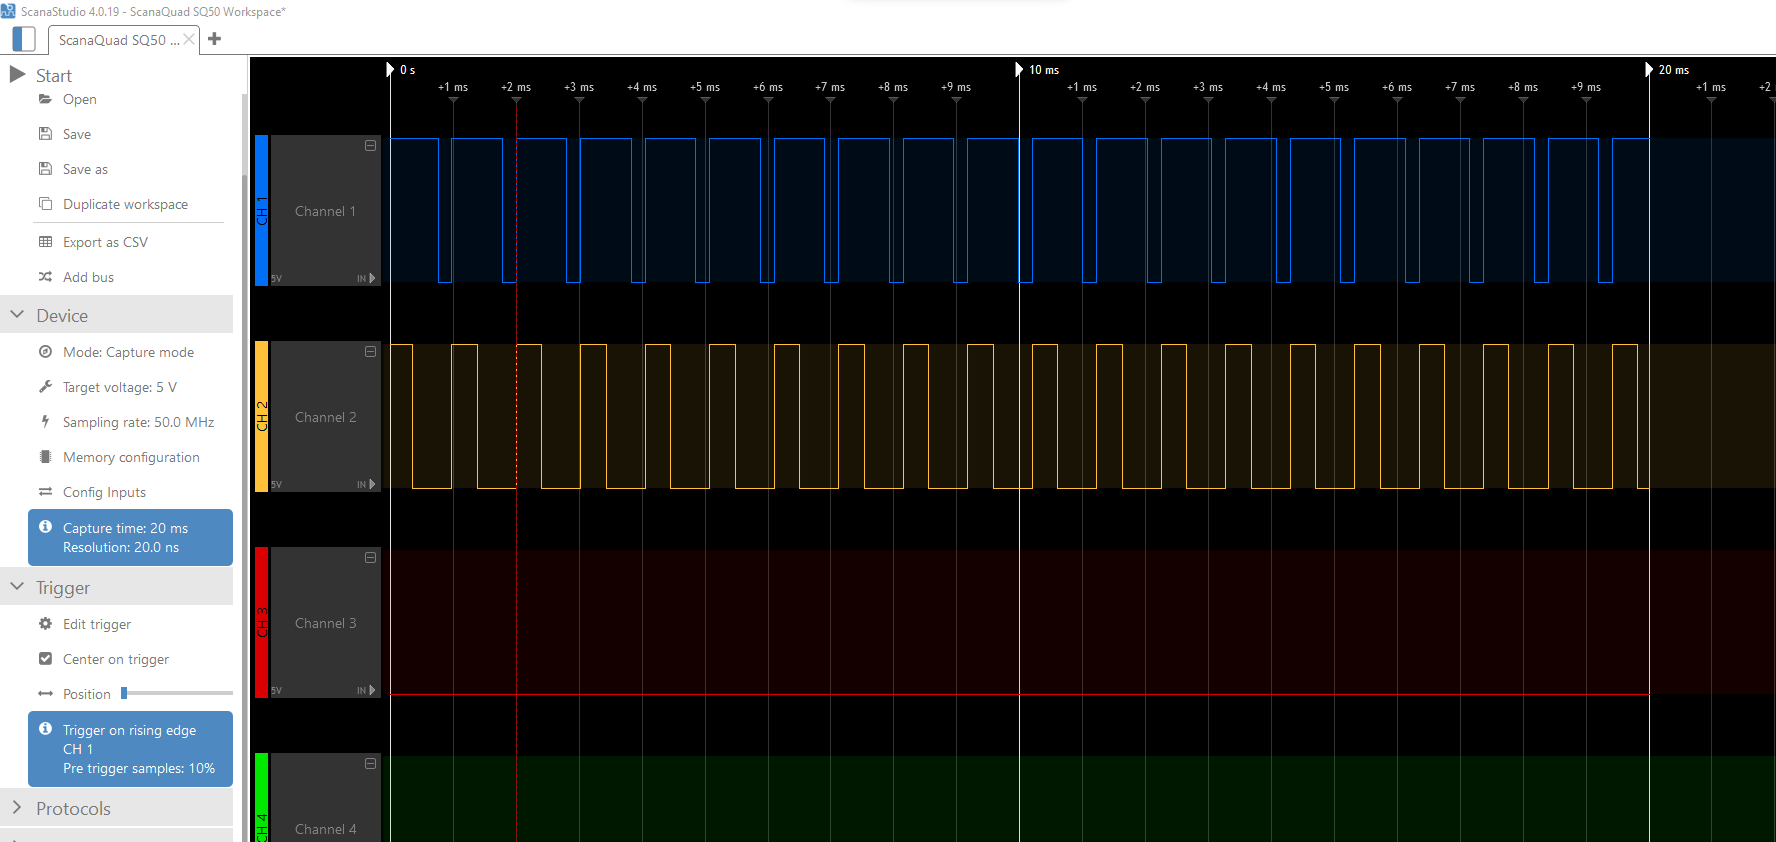 ScanaStudio 4.0.19 - ScanaQuad SQ50 Workspace*
ScanaQuad SQ50 ...
Start
Open
Save
Save as
Duplicate workspace
Export as CSV
Add bus
Device
Mode: Capture mode
Target voltage: 5 V
Sampling rate: 50.0 MHz
Memory configuration
Config Inputs
Capture time: 20 ms
Resolution: 20.0 ns
Trigger
Edit trigger
Center on trigger
Position
Trigger on rising edge
CH 1
Pre trigger samples: 10%
Protocols
0 s
10 ms
20 ms
+1 ms
+2 ms
+3 ms
+4 ms
+5 ms
+6 ms
+7 ms
+8 ms
+9 ms
+1 ms
+2 ms
+3 ms
+4 ms
+5 ms
+6 ms
+7 ms
+8 ms
+9 ms
+1 ms
+2
CH 1
Channel 1
5V
IN
CH 2
Channel 2
5V
IN
CH 3
Channel 3
5V
IN
CH 4
Channel 4